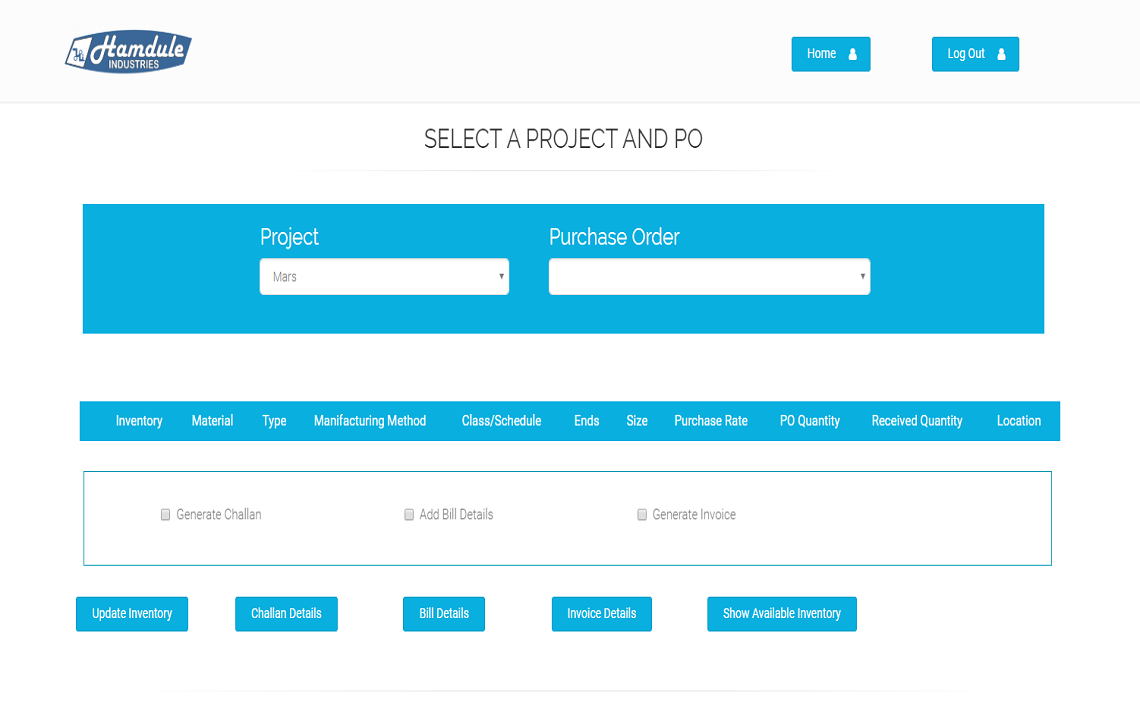 Hamdule
INDUSTRIES
Home
Log Out
SELECT A PROJECT AND PO
Project Purchase Order
Mars
Inventory Material Type Manifacturing Method Class/Schedule Ends Size Purchase Rate PO Quantity Received Quantity Location
Generate Challan Add Bill Details Generate Invoice
Update Inventory Challan Details Bill Details Invoice Details Show Available Inventory